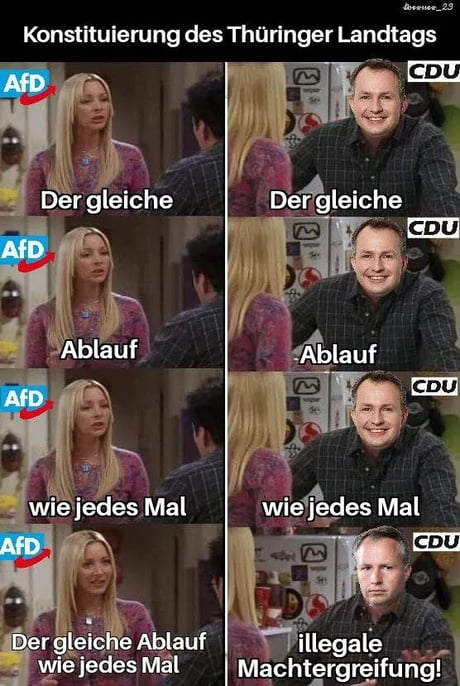 Konstituierung des Thüringer Landtags
AfD
CDU
Der gleiche
Der gleiche
AfD
CDU
Ablauf
Ablauf
AfD
CDU
wie jedes Mal
wie jedes Mal
AfD
CDU
Der gleiche Ablauf
wie jedes Mal
illegale
Machtergreifung!